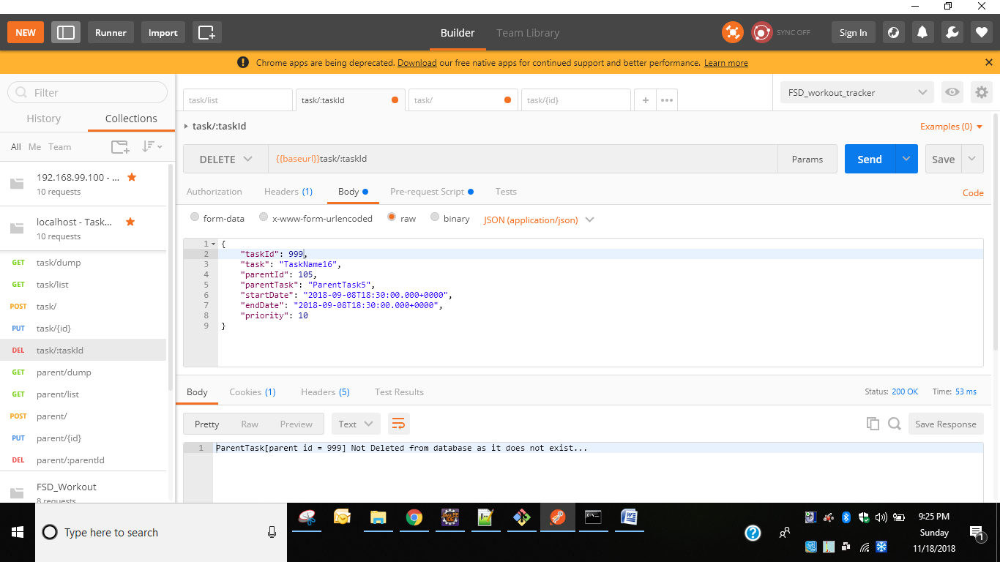 NEW Runner Import Builder Team Library SYNC OFF Sign In
Chrome apps are being deprecated. Download our free native apps for continued support and better performance. Learn more
Filter
History Collections
All Me Team
192.168.99.100 - ...
10 requests
localhost - Task...
10 requests
GET task/dump
GET task/list
POST task/
PUT task/{id}
DEL task/:taskId
GET parent/dump
GET parent/list
POST parent/
PUT parent/{id}
DEL parent/:parentId
FSD_Workout
8 requests
task/list task/:taskId task/ task/{id} + ••• FSD_workout_tracker
task/:taskId Examples (0)
DELETE {{baseurl}}task/:taskId Params Send Save
Authorization Headers (1) Body Pre-request Script Tests Code
form-data x-www-form-urlencoded raw binary JSON (application/json)
1 {
2 "taskId": 999,
3 "task": "TaskName16",
4 "parentId": 105,
5 "parentTask": "ParentTask5",
6 "startDate": "2018-09-08T18:30:00.000+0000",
7 "endDate": "2018-09-08T18:30:00.000+0000",
8 "priority": 10
9 }
Body Cookies (1) Headers (5) Test Results Status: 200 OK Time: 53 ms
Pretty Raw Preview Text Save Response
1 ParentTask[parent id = 999] Not Deleted from database as it does not exist...
Type here to search
9:25 PM
Sunday
11/18/2018
1